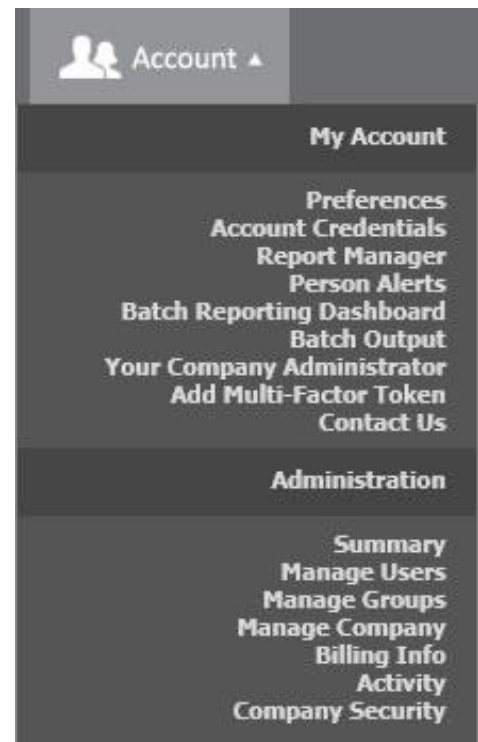 Account
My Account
Preferences
Account Credentials
Report Manager
Person Alerts
Batch Reporting Dashboard
Batch Output
Your Company Administrator
Add Multi-Factor Token
Contact Us
Administration
Summary
Manage Users
Manage Groups
Manage Company
Billing Info
Activity
Company Security